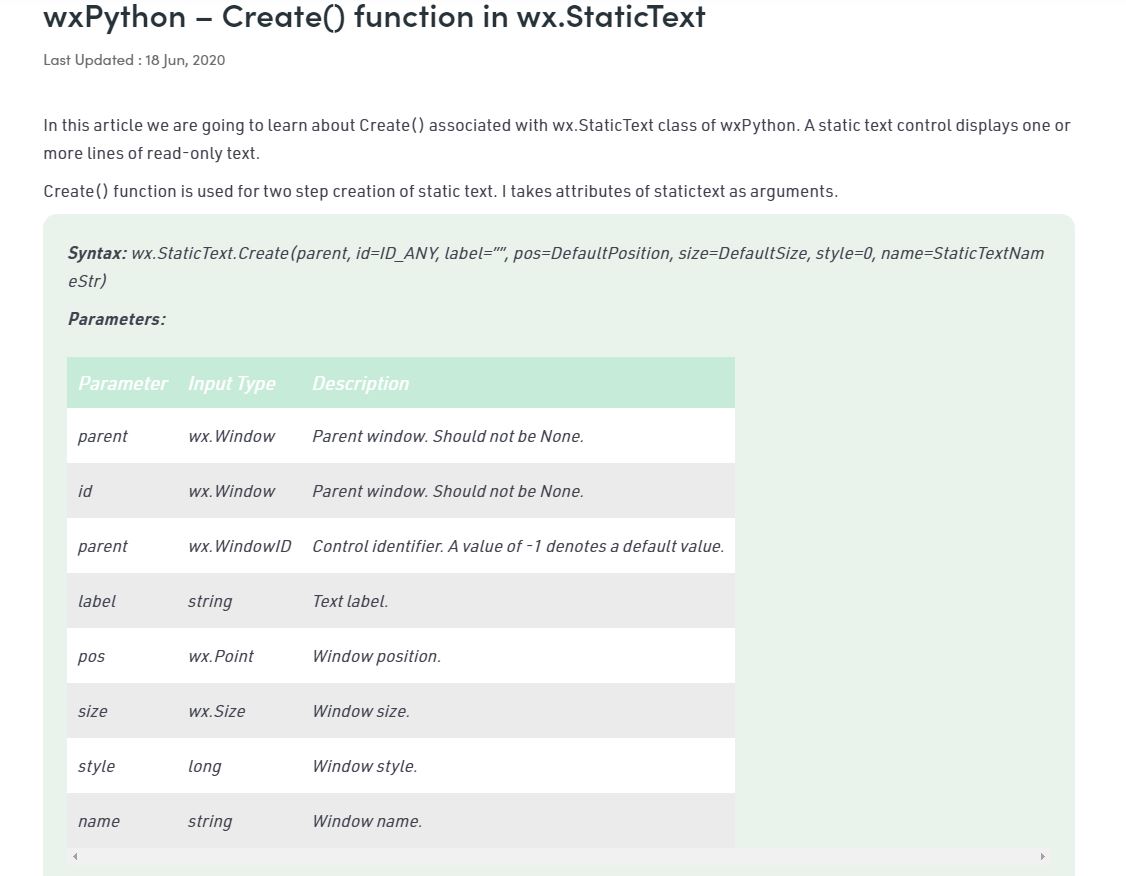 wxPython – Create() function in wx.StaticText
Last Updated : 18 Jun, 2020
In this article we are going to learn about Create() associated with wx.StaticText class of wxPython. A static text control displays one or
more lines of read-only text.
Create() function is used for two step creation of static text. I takes attributes of statictext as arguments.
Syntax: wx.StaticText.Create(parent, id=ID_ANY, label="", pos=DefaultPosition, size=DefaultSize, style=0, name=StaticTextNam
eStr)
Parameters:
Parameter Input Type Description
parent wx.Window Parent window. Should not be None.
id wx.Window Parent window. Should not be None.
parent wx.WindowID Control identifier. A value of -1 denotes a default value.
label string Text label.
pos wx.Point Window position.
size wx.Size Window size.
style long Window style.
name string Window name.